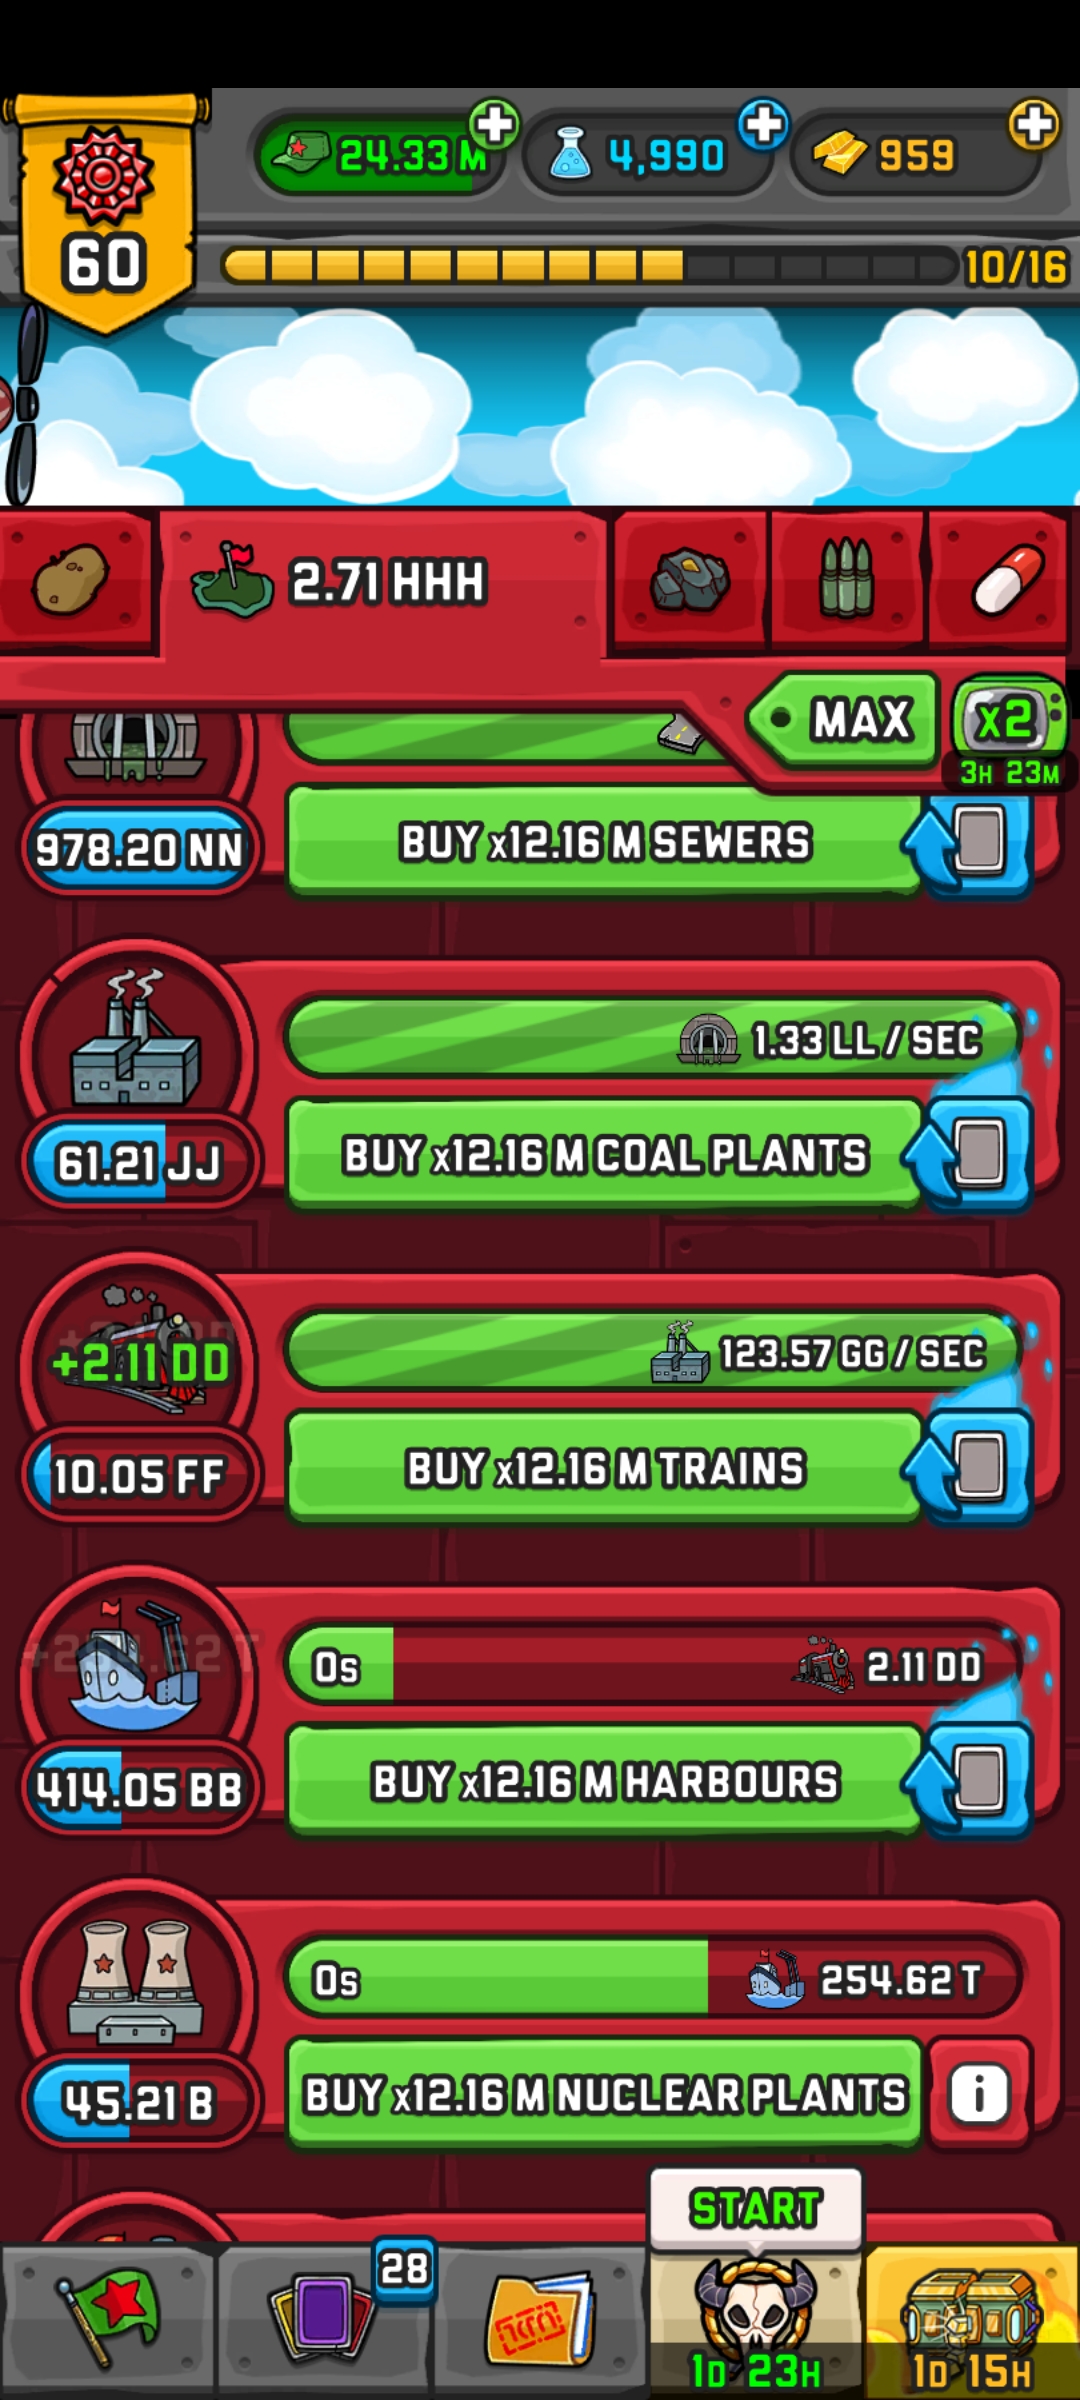 24.33 M
4,990
959
60
10/16
2.71 HHH
MAX
x2
3H 23M
978.20 NN
BUY x12.16 M SEWERS
1.33 LL / SEC
61.21 JJ
BUY x12.16 M COAL PLANTS
+2.11 DD
123.57 GG / SEC
10.05 FF
BUY x12.16 M TRAINS
0s
2.11 DD
414.05 BB
BUY x12.16 M HARBOURS
0s
254.62 T
45.21 B
BUY x12.16 M NUCLEAR PLANTS
i
START
28
1D 23H
1D 15H